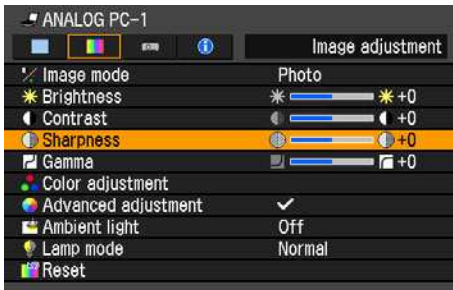 ANALOG PC-1
Image adjustment
Image mode Photo
Brightness +0
Contrast +0
Sharpness +0
Gamma +0
Color adjustment
Advanced adjustment ✓
Ambient light Off
Lamp mode Normal
Reset